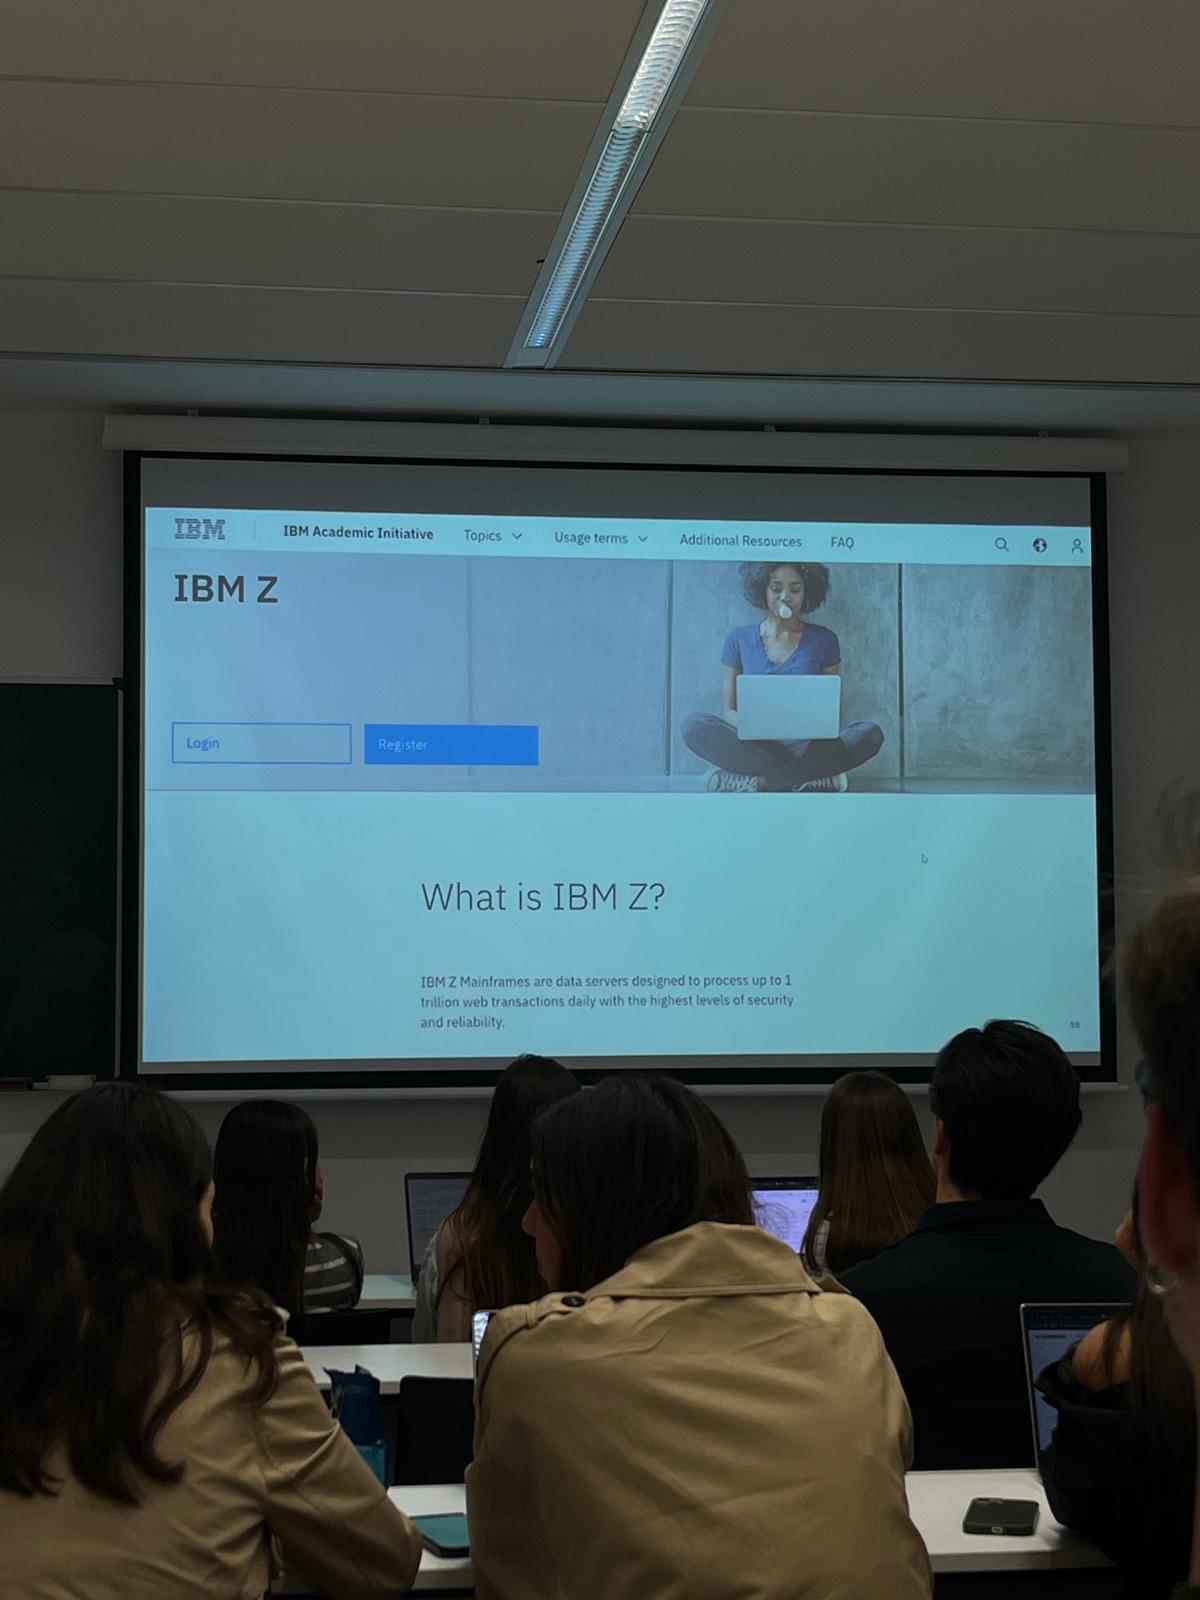 IBM
IBM Academic Initiative
Topics
Usage terms
Additional Resources
FAQ
IBM Z
Login
Register
What is IBM Z?
IBM Z Mainframes are data servers designed to process up to 1
trillion web transactions daily with the highest levels of security
and reliability.
10